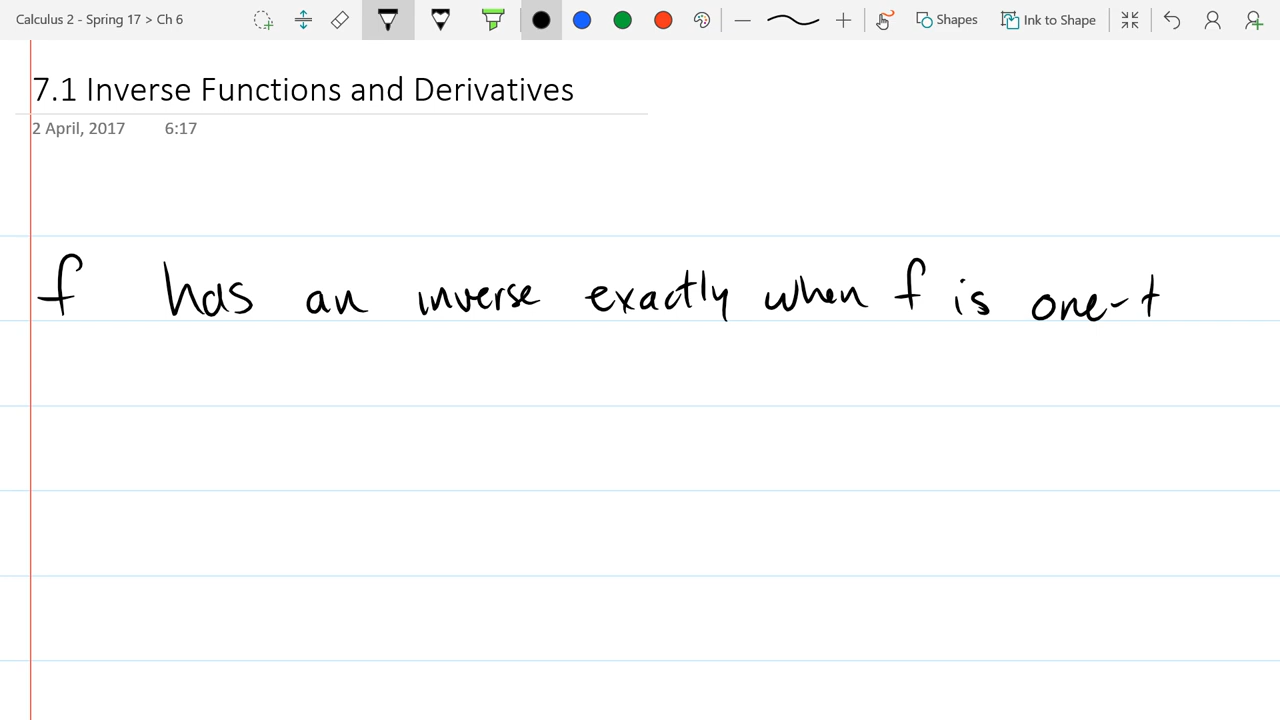 Calculus 2 - Spring 17 > Ch 6 Shapes Ink to Shape
7.1 Inverse Functions and Derivatives
2 April, 2017 6:17
f has an inverse exactly when f is one-t